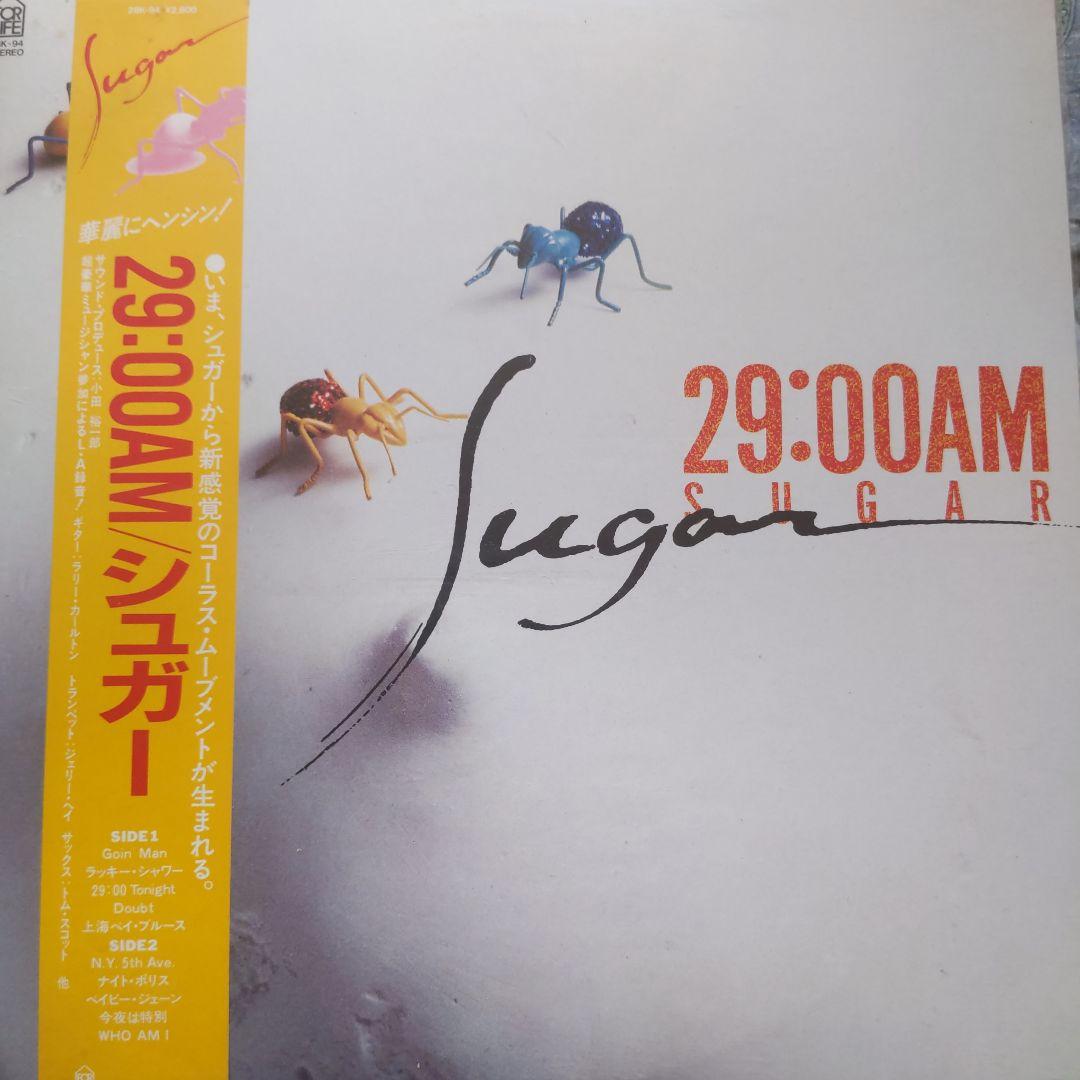 FOR
LIFE
K-94
STEREO
28K-94 ¥2,800
Sugar
華麗にヘンシン!
●いま、シュガーから新感覚のコーラス・ムーブメントが生まれる。
29:00AM/シュガー
サウンド・プロデュース:小田 裕一郎
超豪華ミュージシャン参加によるL・A録音! ギター:ラリー・カールトン トランペット:ジェリー・ヘイ サックス:トム・スコット 他
SIDE1
Goin Man
ラッキー・シャワー
29:00 Tonight
Doubt
上海ベイ・ブルース
SIDE2
N.Y. 5th Ave.
ナイト・ポリス
ベイビー・ジェーン
今夜は特別
WHO AM I
FOR
29:00AM
SUGAR
Sugar